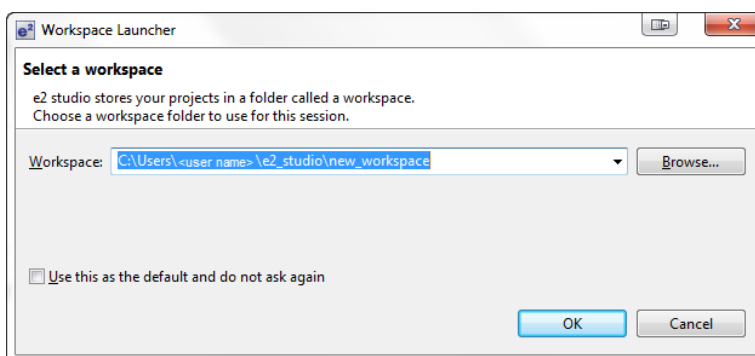 e² Workspace Launcher
Select a workspace
e2 studio stores your projects in a folder called a workspace.
Choose a workspace folder to use for this session.
Workspace: C:\Users\<user name>\e2_studio\new_workspace Browse...
Use this as the default and do not ask again
OK Cancel